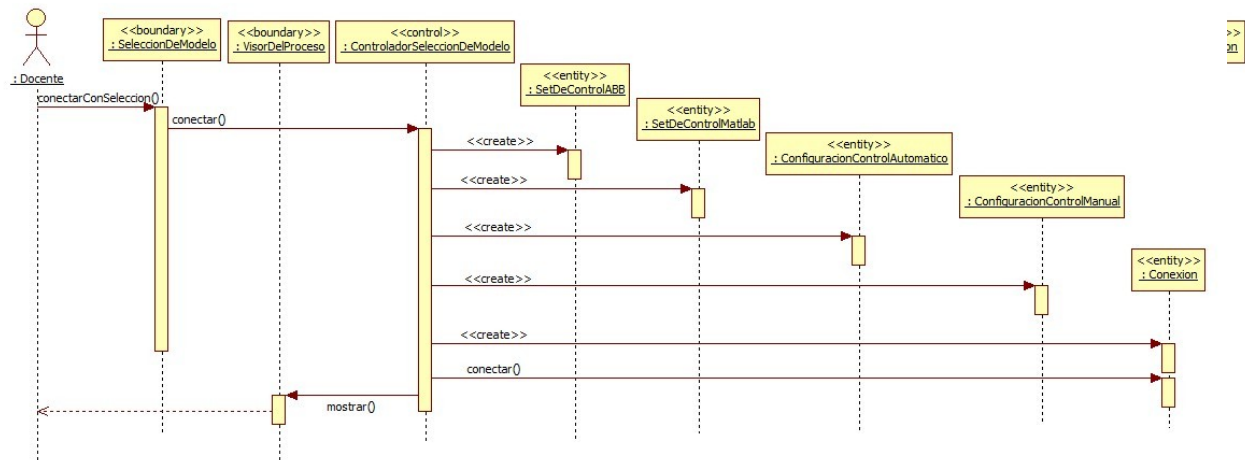 <<boundary>>
: SeleccionDeModelo
<<boundary>>
: VisorDelProceso
<<control>>
: ControladorSeleccionDeModelo
>>
on
: Docente
<<entity>>
: SetDeControlABB
<<entity>>
: SetDeControlMatlab
<<entity>>
: ConfiguracionControlAutomatico
<<entity>>
: ConfiguracionControlManual
<<entity>>
: Conexion
conectarConSeleccion()
conectar()
<<create>>
<<create>>
<<create>>
<<create>>
<<create>>
conectar()
mostrar()